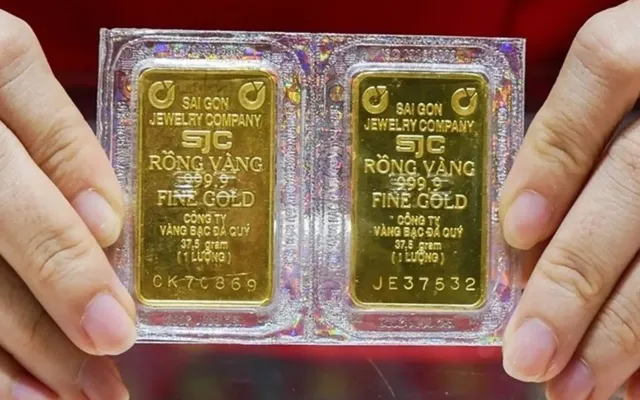 SAI GON
JEWELRY COMPANY
SJC
RỒNG VÀNG
999.9
FINE GOLD
CÔNG TY
VÀNG BẠC ĐÁ QUÝ
37,5 gram
(1 LƯỢNG)
CK70869
SAI GON
JEWELRY COMPANY
SJC
RỒNG VÀNG
999.9
FINE GOLD
CÔNG TY
VÀNG BẠC ĐÁ QUÝ
37,5 gram
(1 LƯỢNG)
JE37532